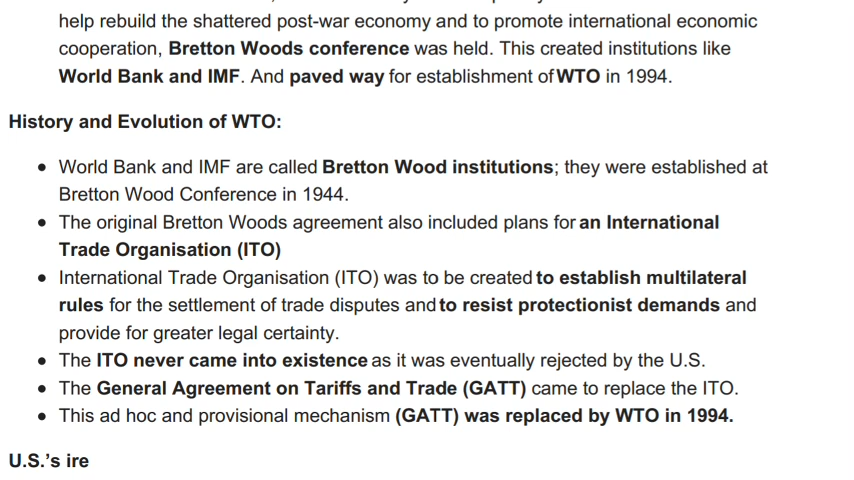 help rebuild the shattered post-war economy and to promote international economic
cooperation, Bretton Woods conference was held. This created institutions like
World Bank and IMF. And paved way for establishment of WTO in 1994.
History and Evolution of WTO:
● World Bank and IMF are called Bretton Wood institutions; they were established at
Bretton Wood Conference in 1944.
● The original Bretton Woods agreement also included plans for an International
Trade Organisation (ITO)
● International Trade Organisation (ITO) was to be created to establish multilateral
rules for the settlement of trade disputes and to resist protectionist demands and
provide for greater legal certainty.
● The ITO never came into existence as it was eventually rejected by the U.S.
● The General Agreement on Tariffs and Trade (GATT) came to replace the ITO.
● This ad hoc and provisional mechanism (GATT) was replaced by WTO in 1994.
U.S.’s ire